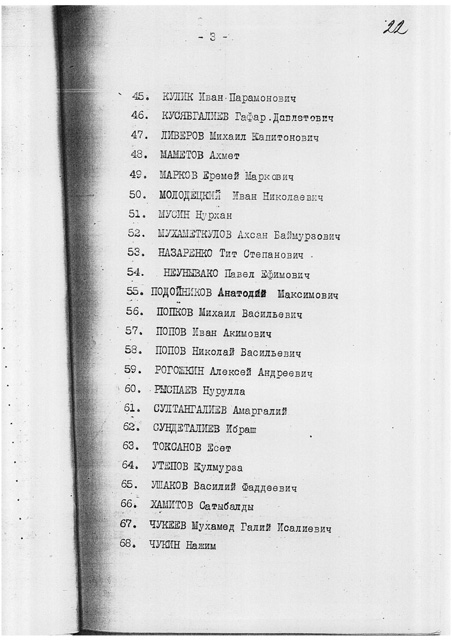 - 3 -
22
45. КУЛИК Иван Парамонович
46. КУСЯБГАЛИЕВ Гафар Давлетович
47. ЛИВЕРОВ Михаил Капитонович
48. МАМЕТОВ Ахмет
49. МАРКОВ Еремей Маркович
50. МОЛОДЕЦКИЙ Иван Николаевич
51. МУСИН Нурхан
52. МУХАМЕТКУЛОВ Ахсан Баймурзович
53. НАЗАРЕНКО Тит Степанович
54. НЕУНЫВАКО Павел Ефимович
55. ПОДОЙНИКОВ Анатодий Максимович
56. ПОПКОВ Михаил Васильевич
57. ПОПОВ Иван Акимович
58. ПОПОВ Николай Васильевич
59. РОГОЖКИН Алексей Андреевич
60. РЫСПАЕВ Нурулла
61. СУЛТАНГАЛИЕВ Амаргалий
62. СУНДЕТАЛИЕВ Ибраш
63. ТОКСАНОВ Есет
64. УТЕПОВ Кулмурза
65. УШАКОВ Василий Фаддеевич
66. ХАМИТОВ Сатыбалды
67. ЧУКЕЕВ Мухамед Галий Исалиевич
68. ЧУКИН Нажим